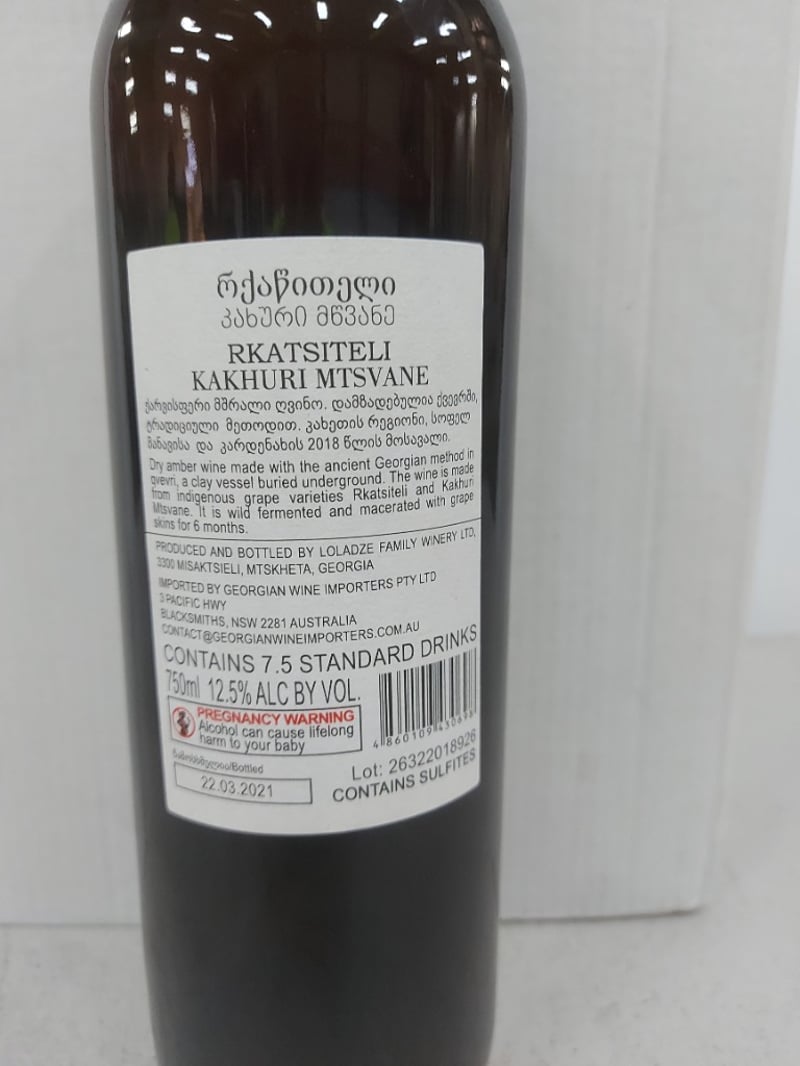 რქაწითელი
კახური მწვანე
RKATSITELI
KAKHURI MTSVANE
ქარვისფერი მშრალი ღვინო. დამზადებულია ქვევრში,
ტრადიციული მეთოდით. კახეთის რეგიონი, სოფელ
მანავისა და კარდენახის 2018 წლის მოსავალი.
Dry amber wine made with the ancient Georgian method in
qvevri, a clay vessel buried underground. The wine is made
from indigenous grape varieties Rkatsiteli and Kakhuri
Mtsvane. It is wild fermented and macerated with grape
skins for 6 months.
PRODUCED AND BOTTLED BY LOLADZE FAMILY WINERY LTD,
3300 MISAKTSIELI, MTSKHETA, GEORGIA
IMPORTED BY GEORGIAN WINE IMPORTERS PTY LTD
3 PACIFIC HWY
BLACKSMITHS, NSW 2281 AUSTRALIA
CONTACT@GEORGIANWINEIMPORTERS.COM.AU
CONTAINS 7.5 STANDARD DRINKS
750ml 12.5% ALC BY VOL.
PREGNANCY WARNING
Alcohol can cause lifelong
harm to your baby
4 860109
Bottled
22.03.2021
Lot: 26322018926
CONTAINS SULFITES